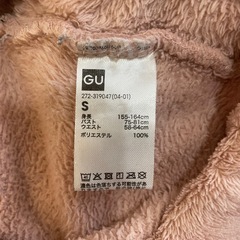 GU
272-319047(04-01)
S
身長 155-164cm
バスト 75-81cm
ウエスト 58-64cm
ポリエステル 100%